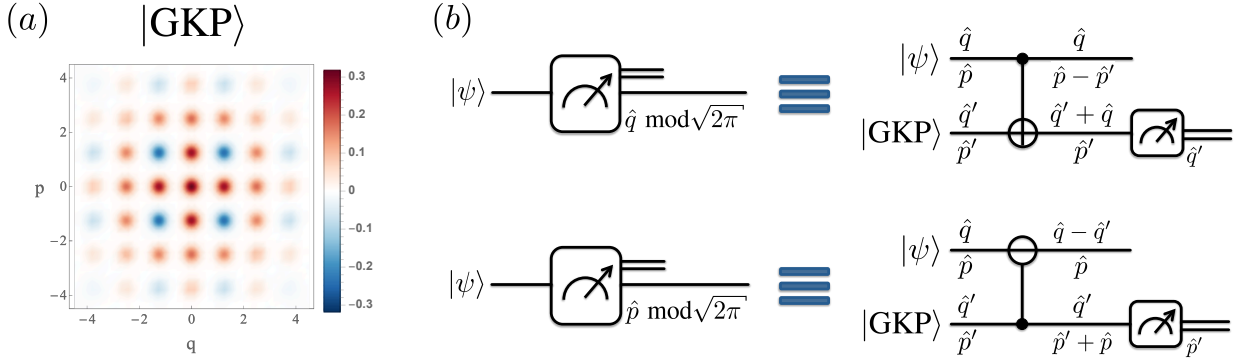 (a)
|GKP⟩
4
2
0
−2
−4
p
−4 −2 0 2 4
q
0.3
0.2
0.1
0
−0.1
−0.2
−0.3
(b)
|ψ⟩
q̂ mod√2π
|ψ⟩ q̂ p̂ q̂ p̂ − p̂′
|GKP⟩ q̂′ p̂′ q̂′ + q̂ p̂′ q̂′
|ψ⟩
p̂ mod√2π
|ψ⟩ q̂ p̂ q̂ − q̂′ p̂
|GKP⟩ q̂′ p̂′ q̂′ p̂′ + p̂ p̂′